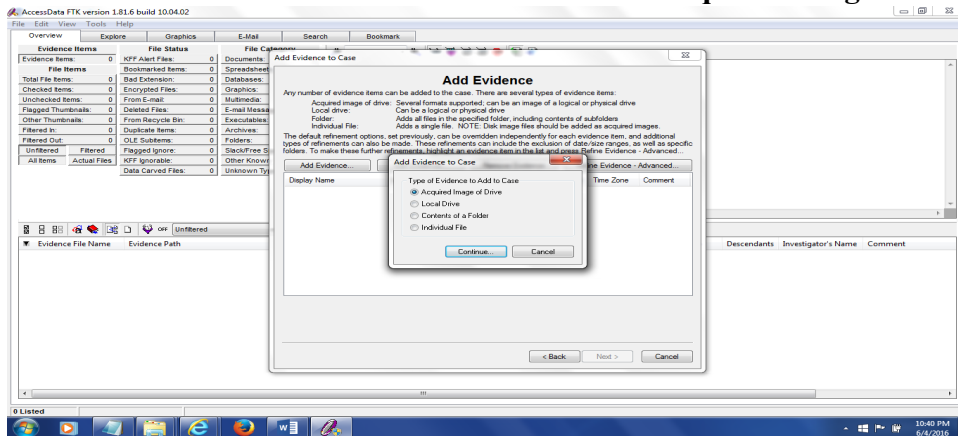 AccessData FTK version 1.81.6 build 10.04.02
File Edit View Tools Help
Overview Explore Graphics E-Mail Search Bookmark
Evidence Items File Status File Category
Evidence Items: 0 KFF Alert Files: 0 Documents:
File Items Bookmarked Items: 0 Spreadsheet
Total File Items: 0 Bad Extension: 0 Databases:
Checked Items: 0 Encrypted Files: 0 Graphics:
Unchecked Items: 0 From E-mail: 0 Multimedia:
Flagged Thumbnails: 0 Deleted Files: 0 E-mail Messa
Other Thumbnails: 0 From Recycle Bin: 0 Executables:
Filtered In: 0 Duplicate Items: 0 Archives:
Filtered Out: 0 OLE Subitems: 0 Folders:
Unfiltered Filtered Flagged Ignore: 0 Slack/Free S
All Items Actual Files KFF Ignorable: 0 Other Known
Data Carved Files: 0 Unknown Ty
Add Evidence to Case
Add Evidence
Any number of evidence items can be added to the case. There are several types of evidence items:
Acquired image of drive: Several formats supported; can be an image of a logical or physical drive
Local drive: Can be a logical or physical drive
Folder: Adds all files in the specified folder, including contents of subfolders
Individual File: Adds a single file. NOTE: Disk image files should be added as acquired images.
The default refinement options, set previously, can be overridden independently for each evidence item, and additional
types of refinements can also be made. These refinements can include the exclusion of date/size ranges, as well as specific
folders. To make these further refinements, highlight an evidence item in the list and press Refine Evidence - Advanced...
Add Evidence... ne Evidence - Advanced...
Display Name Time Zone Comment
Add Evidence to Case
Type of Evidence to Add to Case
Acquired Image of Drive
Local Drive
Contents of a Folder
Individual File
Continue... Cancel
< Back Next > Cancel
OFF Unfiltered
Evidence File Name Evidence Path Descendants Investigator's Name Comment
0 Listed
10:40 PM
6/4/2016